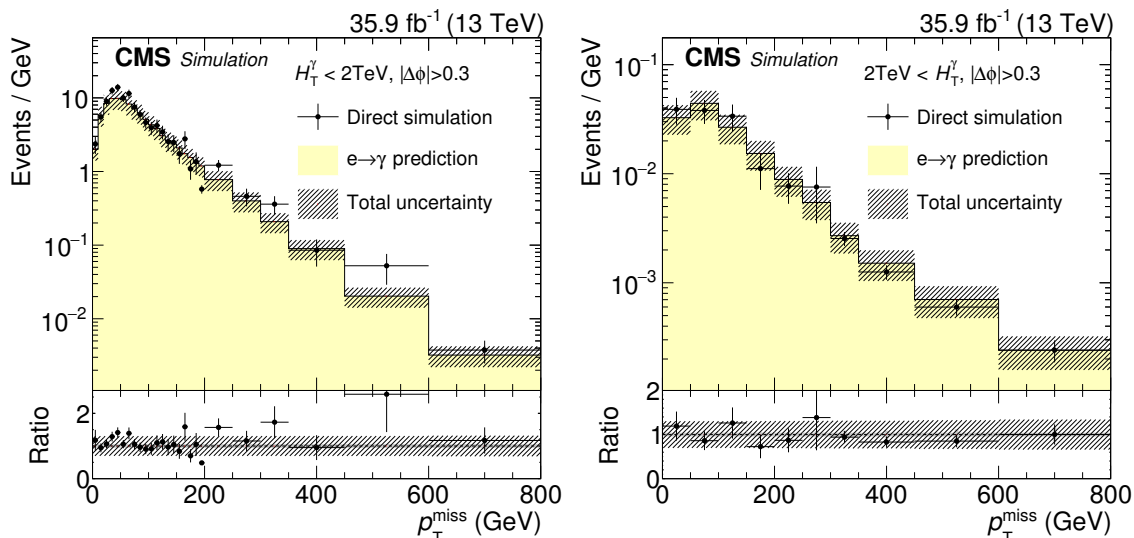 35.9 fb⁻¹ (13 TeV)
CMS Simulation
H_T^γ < 2TeV, |Δϕ|>0.3
Direct simulation
e→γ prediction
Total uncertainty
Events / GeV
10
1
10⁻¹
10⁻²
Ratio
2
1
0
0 200 400 600 800
p_T^miss (GeV)
35.9 fb⁻¹ (13 TeV)
CMS Simulation
2TeV < H_T^γ, |Δϕ|>0.3
Direct simulation
e→γ prediction
Total uncertainty
Events / GeV
10⁻¹
10⁻²
10⁻³
Ratio
2
1
0
0 200 400 600 800
p_T^miss (GeV)